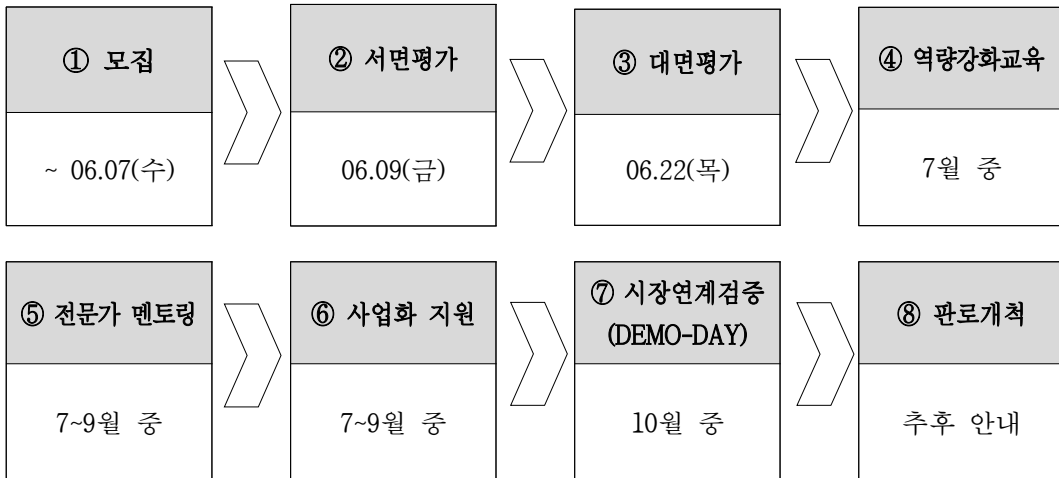 ① 모집
~ 06.07(수)
② 서면평가
06.09(금)
③ 대면평가
06.22(목)
④ 역량강화교육
7월 중
⑤ 전문가 멘토링
7~9월 중
⑥ 사업화 지원
7~9월 중
⑦ 시장연계검증
(DEMO-DAY)
10월 중
⑧ 판로개척
추후 안내